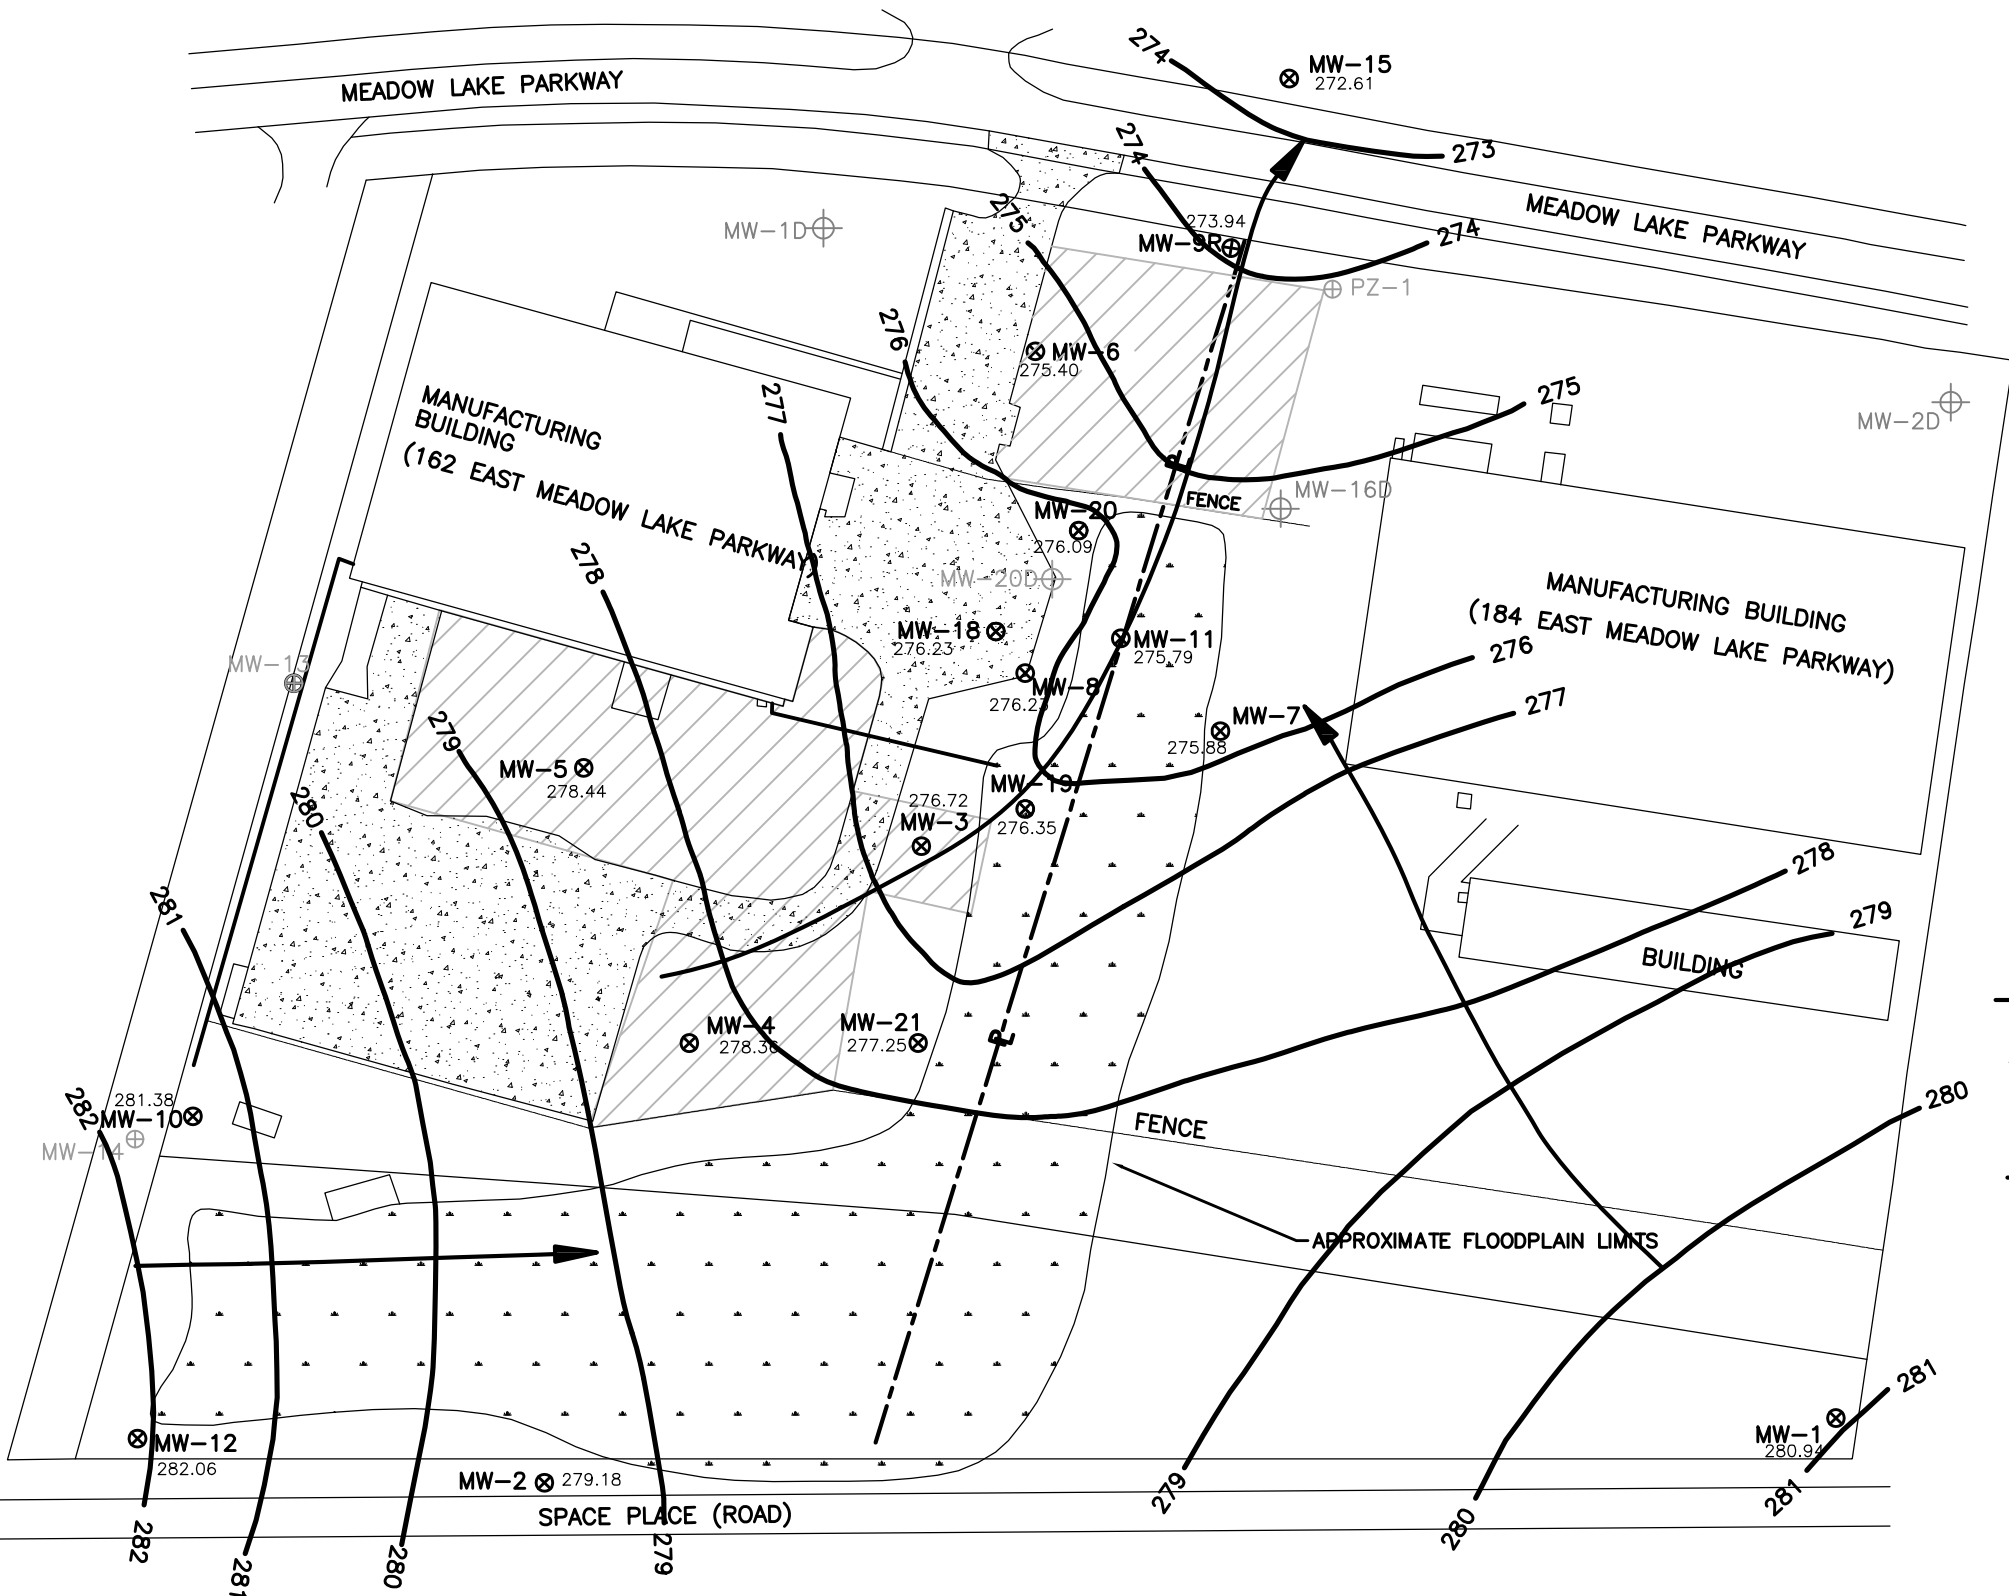 274
MW-15
272.61
MEADOW LAKE PARKWAY
274
273
275
273.94
MW-9R
MEADOW LAKE PARKWAY
274
MW-1D
PZ-1
276
MW-6
275.40
277
275
MANUFACTURING
BUILDING
(162 EAST MEADOW LAKE PARKWAY)
MW-2D
P
FENCE
MW-16D
MW-20
276.09
278
MW-20D
MANUFACTURING BUILDING
(184 EAST MEADOW LAKE PARKWAY)
MW-18
276.23
MW-11
275.79
276
MW-13
MW-8
276.23
277
MW-7
275.88
279
MW-5
278.44
MW-19
276.35
276.72
MW-3
280
278
281
279
BUILDING
MW-4
278.36
MW-21
277.25
P
282
281.38
MW-10
MW-14
FENCE
280
APPROXIMATE FLOODPLAIN LIMITS
281
MW-1
280.94
MW-12
282.06
MW-2
279.18
SPACE PLACE (ROAD)
279
281
280
282
281
280
279